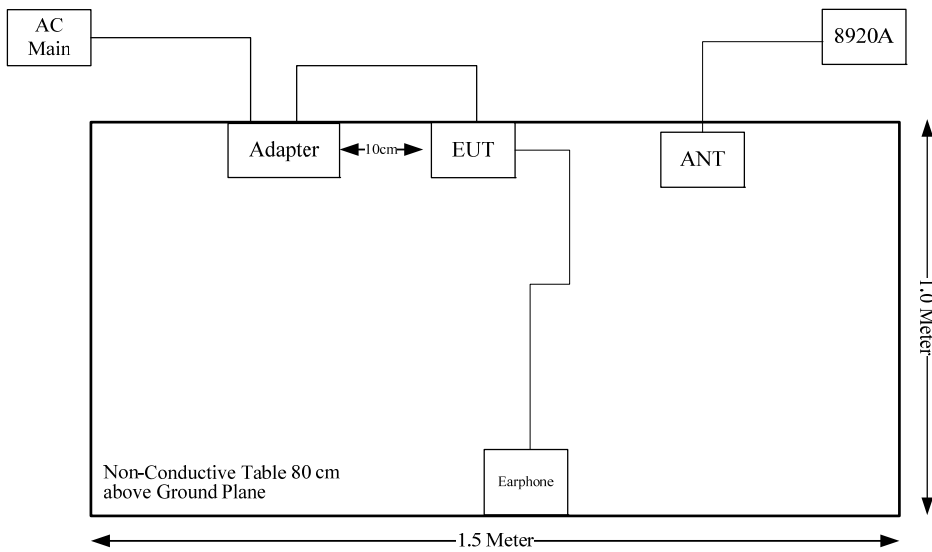 AC
Main
8920A
Adapter
10cm
EUT
ANT
1.0 Meter
Non-Conductive Table 80 cm
above Ground Plane
Earphone
1.5 Meter